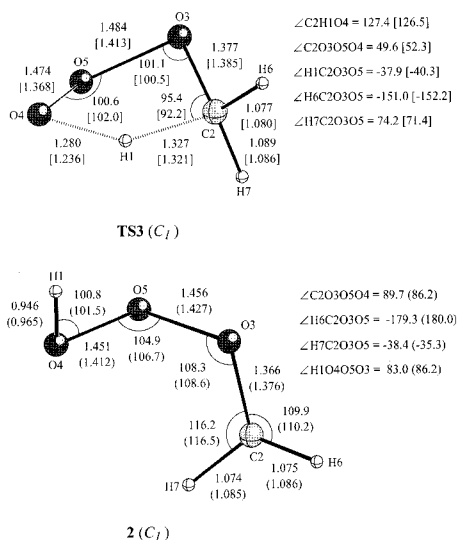 O3
1.484
[1.413]
O5
1.474
[1.368]
101.1
[100.5]
1.377
[1.385]
H6
O4
100.6
[102.0]
95.4
[92.2]
1.077
[1.080]
C2
H1
1.280
[1.236]
1.327
[1.321]
1.089
[1.086]
H7
∠C2H1O4 = 127.4 [126.5]
∠C2O3O5O4 = 49.6 [52.3]
∠H1C2O3O5 = -37.9 [-40.3]
∠H6C2O3O5 = -151.0 [-152.2]
∠H7C2O3O5 = 74.2 [71.4]
TS3 (C1)
H1
0.946
(0.965)
100.8
(101.5)
O5
1.456
(1.427)
O4
1.451
(1.412)
104.9
(106.7)
O3
108.3
(108.6)
1.366
(1.376)
116.2
(116.5)
109.9
(110.2)
C2
H7
1.074
(1.085)
1.075
(1.086)
H6
∠C2O3O5O4 = 89.7 (86.2)
∠H6C2O3O5 = -179.3 (180.0)
∠H7C2O3O5 = -38.4 (-35.3)
∠H1O4O5O3 = 83.0 (86.2)
2 (C1)